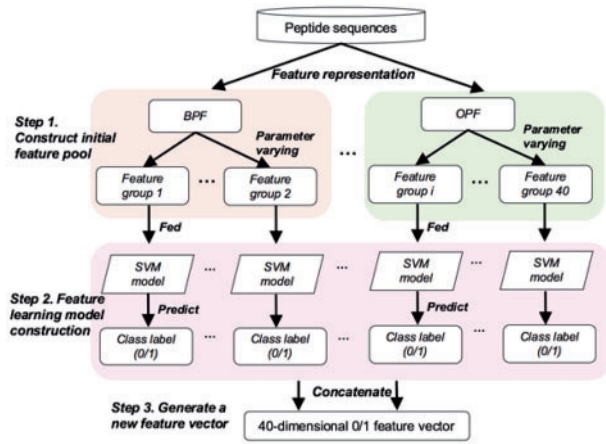 Peptide sequences
Feature representation
Step 1.
Construct initial
feature pool
BPF
Parameter
varying
Feature
group 1
...
Feature
group 2
...
OPF
Parameter
varying
Feature
group i
...
Feature
group 40
Fed
Fed
Step 2. Feature
learning model
construction
SVM
model
...
SVM
model
...
SVM
model
...
SVM
model
Predict
Predict
Class label
(0/1)
...
Class label
(0/1)
...
Class label
(0/1)
...
Class label
(0/1)
Concatenate
Step 3. Generate a
new feature vector
40-dimensional 0/1 feature vector